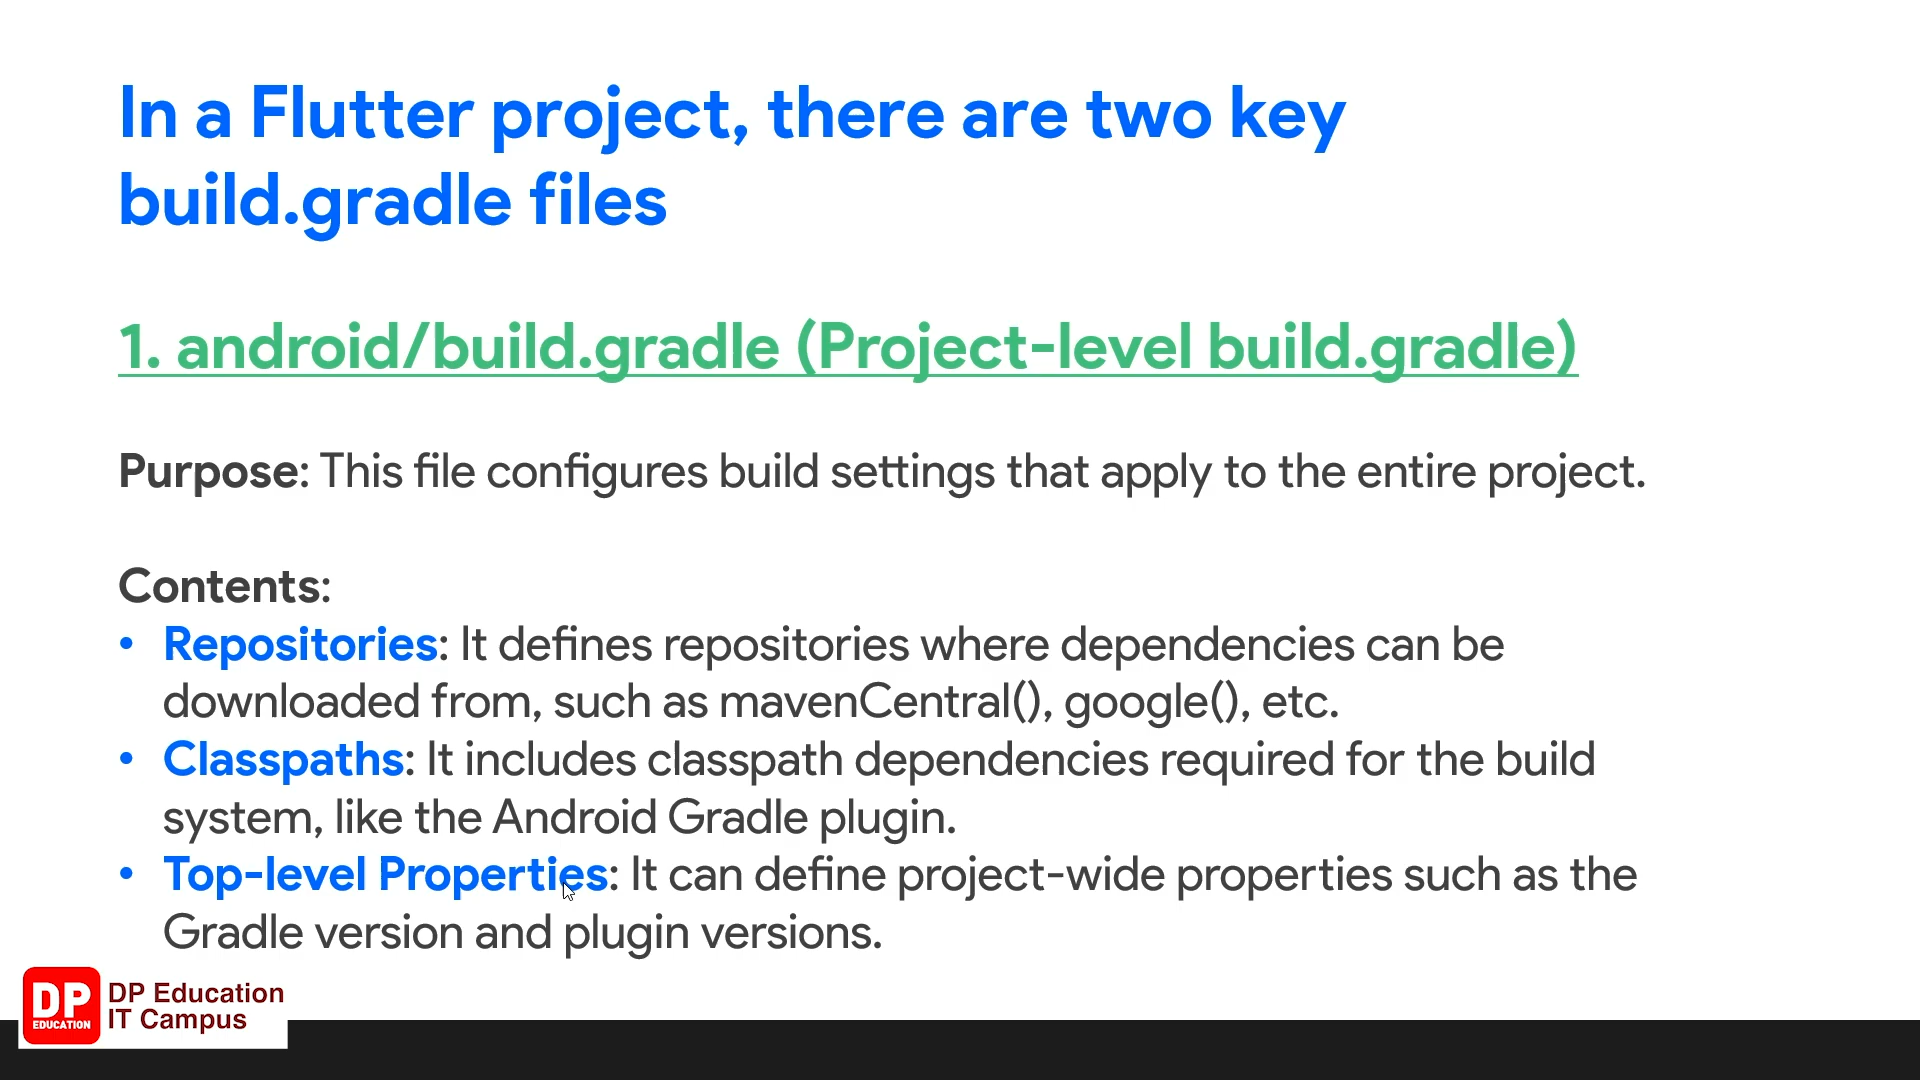 In a Flutter project, there are two key
build.gradle files
1. android/build.gradle (Project-level build.gradle)
Purpose: This file configures build settings that apply to the entire project.
Contents:
• Repositories: It defines repositories where dependencies can be
downloaded from, such as mavenCentral(), google(), etc.
• Classpaths: It includes classpath dependencies required for the build
system, like the Android Gradle plugin.
• Top-level Properties: It can define project-wide properties such as the
Gradle version and plugin versions.
DP
EDUCATION
DP Education
IT Campus